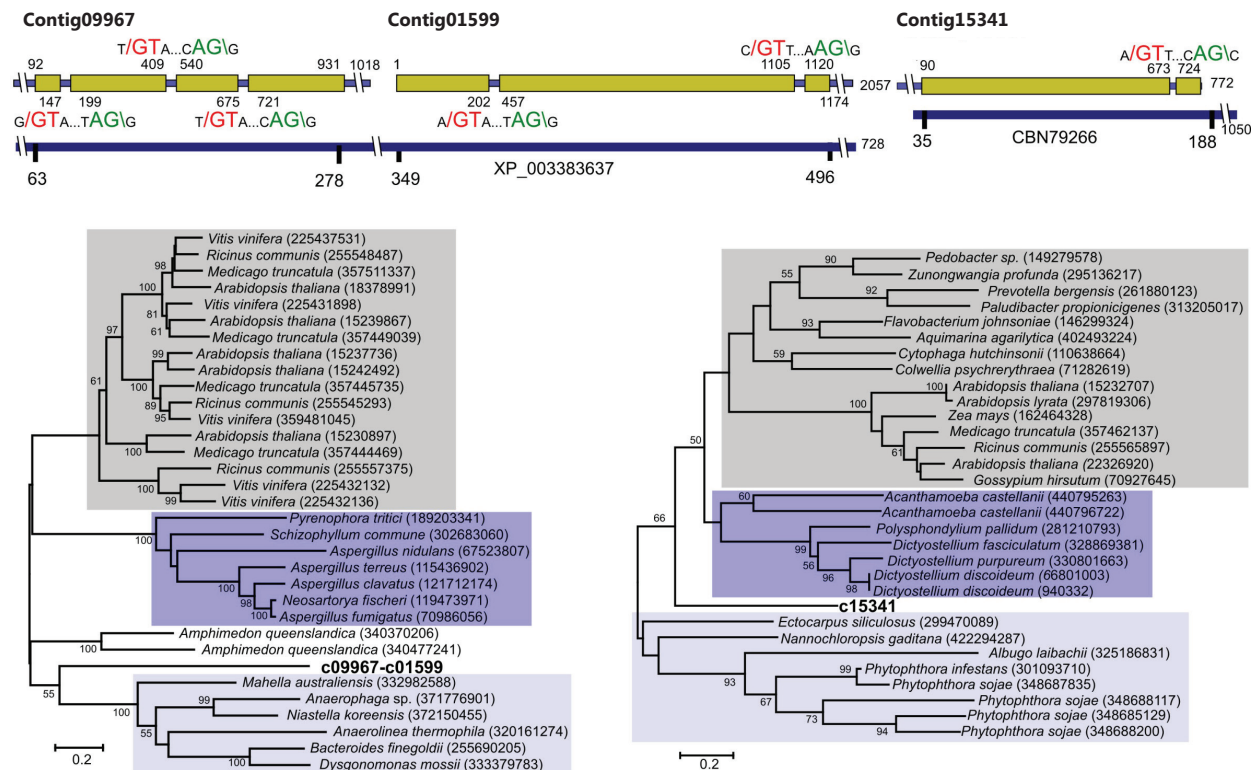 Contig09967
Contig01599
Contig15341
T/GTA...CAG\G
C/GTT...AAG\G
A/GTT...CAG\C
92 409 540 931 1018
1 1105 1120
90 673 724
2057
772
147 199 675 721
202 457 1174
G/GTA...TAG\G
T/GTA...CAG\G
A/GTA...TAG\G
728
1050
63 278 349 XP_003383637 496
35 CBN79266 188
Vitis vinifera (225437531)
Ricinus communis (255548487)
98
Medicago truncatula (357511337)
100
Arabidopsis thaliana (18378991)
Vitis vinifera (225431898)
81
Arabidopsis thaliana (15239867)
97
61
Medicago truncatula (357449039)
99
Arabidopsis thaliana (15237736)
Arabidopsis thaliana (15242492)
61
100
Medicago truncatula (357445735)
89
Ricinus communis (255545293)
95
Vitis vinifera (359481045)
Arabidopsis thaliana (15230897)
100
Medicago truncatula (357444469)
Ricinus communis (255557375)
100
Vitis vinifera (225432132)
99
Vitis vinifera (225432136)
Pyrenophora tritici (189203341)
100
Schizophyllum commune (302683060)
Aspergillus nidulans (67523807)
Aspergillus terreus (115436902)
100
Aspergillus clavatus (121712174)
98
Neosartorya fischeri (119473971)
100
Aspergillus fumigatus (70986056)
Amphimedon queenslandica (340370206)
100
Amphimedon queenslandica (340477241)
c09967-c01599
55
Mahella australiensis (332982588)
100
99
Anaerophaga sp. (371776901)
Niastella koreensis (372150455)
55
Anaerolinea thermophila (320161274)
Bacteroides finegoldii (255690205)
100
Dysgonomonas mossii (333379783)
0.2
90
Pedobacter sp. (149279578)
55
Zunongwangia profunda (295136217)
92
Prevotella bergensis (261880123)
Paludibacter propionicigenes (313205017)
93
Flavobacterium johnsoniae (146299324)
Aquimarina agarilytica (402493224)
59
Cytophaga hutchinsonii (110638664)
Colwellia psychrerythraea (71282619)
100
Arabidopsis thaliana (15232707)
100
Arabidopsis lyrata (297819306)
Zea mays (162464328)
Medicago truncatula (357462137)
50
61
Ricinus communis (255565897)
Arabidopsis thaliana (22326920)
Gossypium hirsutum (70927645)
60
Acanthamoeba castellanii (440795263)
Acanthamoeba castellanii (440796722)
66
Polysphondylium pallidum (281210793)
99
Dictyostellium fasciculatum (328869381)
56
Dictyostellium purpureum (330801663)
96
Dictyostellium discoideum (66801003)
98
Dictyostellium discoideum (940332)
c15341
Ectocarpus siliculosus (299470089)
Nannochloropsis gaditana (422294287)
Albugo laibachii (325186831)
93
99
Phytophthora infestans (301093710)
Phytophthora sojae (348687835)
67
Phytophthora sojae (348688117)
73
Phytophthora sojae (348685129)
94
Phytophthora sojae (348688200)
0.2